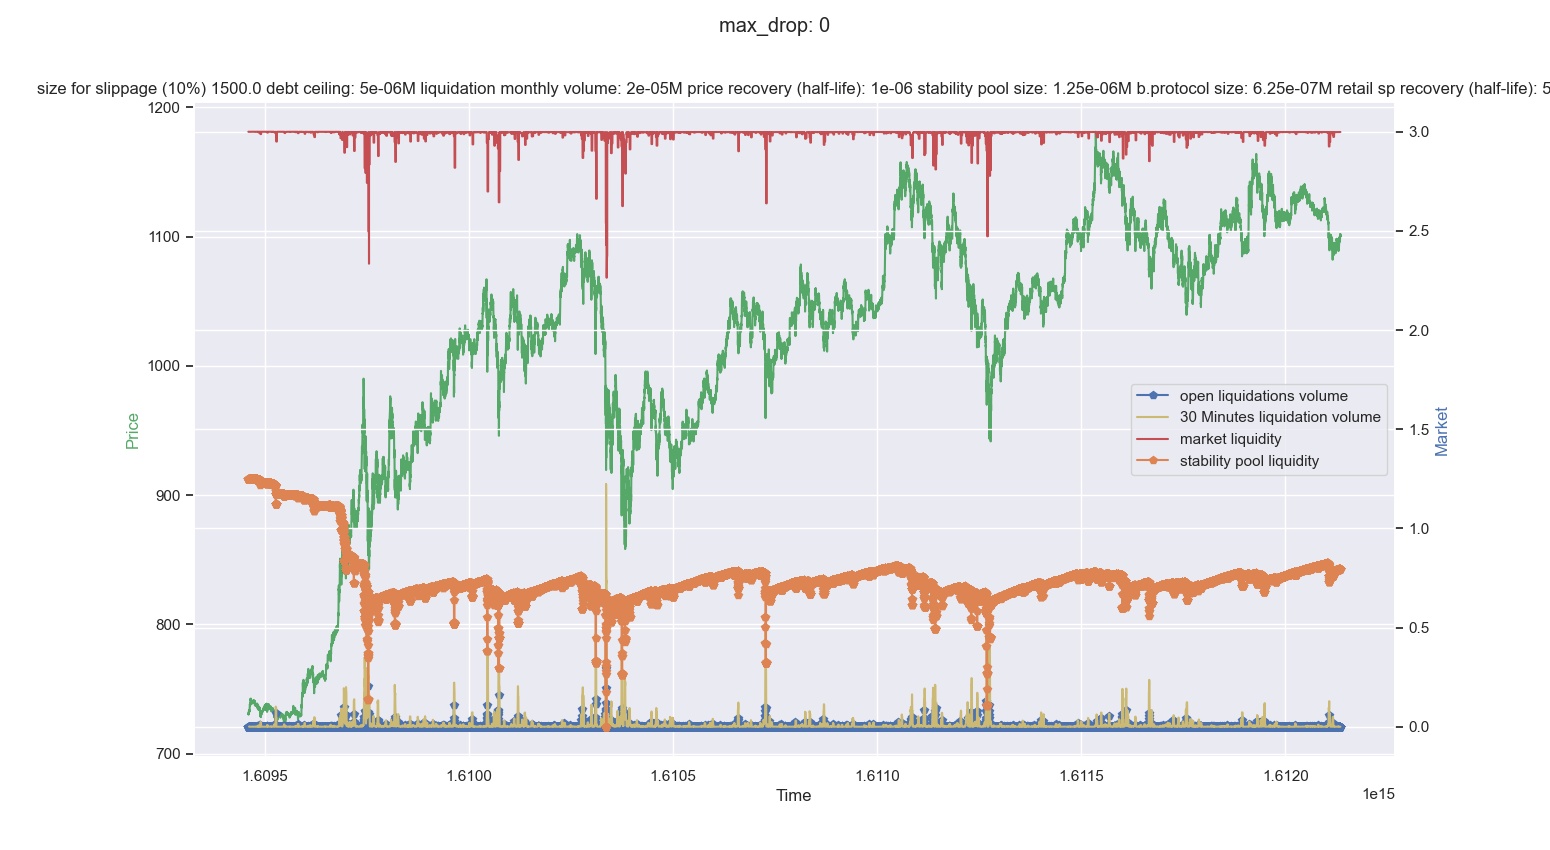 max_drop: 0
size for slippage (10%) 1500.0 debt ceiling: 5e-06M liquidation monthly volume: 2e-05M price recovery (half-life): 1e-06 stability pool size: 1.25e-06M b.protocol size: 6.25e-07M retail sp recovery (half-life): 5
1200
1100
1000
900
800
700
Price
3.0
2.5
2.0
1.5
1.0
0.5
0.0
Market
open liquidations volume
30 Minutes liquidation volume
market liquidity
stability pool liquidity
1.6095 1.6100 1.6105 1.6110 1.6115 1.6120
Time
1e15